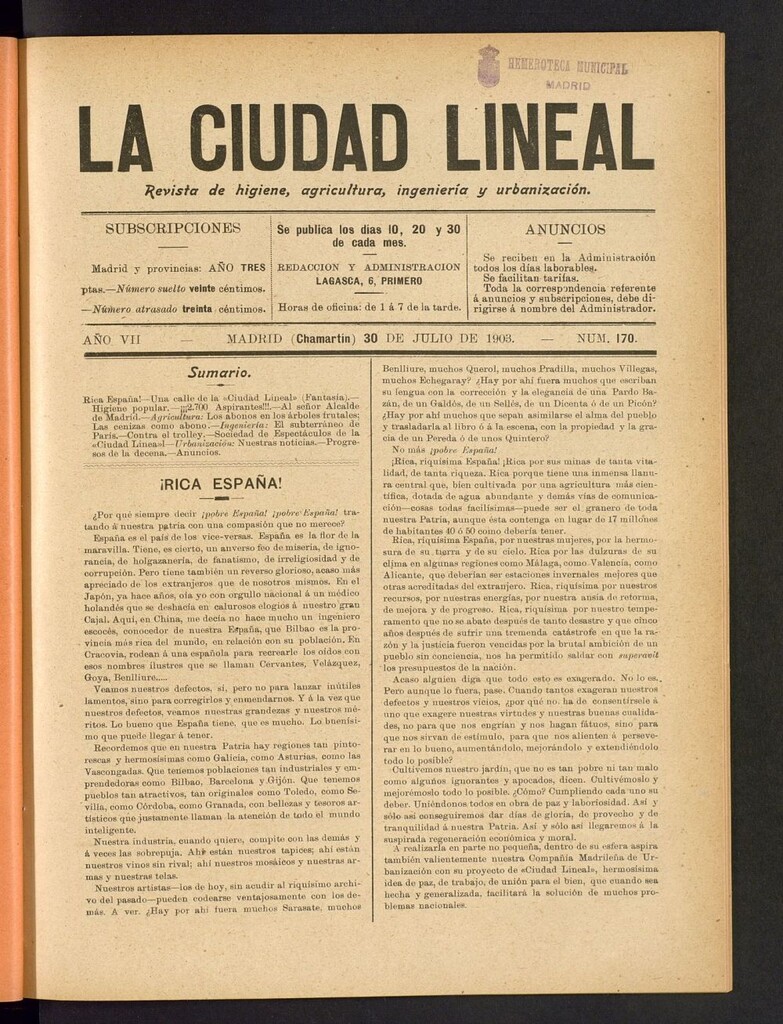 HEMEROTECA MUNICIPAL
MADRID
LA CIUDAD LINEAL
Revista de higiene, agricultura, ingeniería y urbanización.
SUBSCRIPCIONES
Madrid y provincias: AÑO TRES
ptas.—Número suelto veinte céntimos.
—Número atrasado treinta céntimos.
Se publica los días 10, 20 y 30
de cada mes.
REDACCION Y ADMINISTRACION
LAGASCA, 6, PRIMERO
Horas de oficina: de 1 á 7 de la tarde.
ANUNCIOS
Se reciben en la Administración
todos los días laborables.
Se facilitan tarifas.
Toda la correspondencia referente
á anuncios y subscripciones, debe di-
rigirse á nombre del Administrador.
AÑO VII — MADRID (Chamartín) 30 DE JULIO DE 1903. — NUM. 170.
Sumario.
Rica España!—Una calle de la «Ciudad Lineal» (Fantasía).—
Higiene popular.—¡¡¡2.700 Aspirantes!!!.—Al señor Alcalde
de Madrid.—Agricultura: Los abonos en los árboles frutales;
Las cenizas como abono.—Ingeniería: El subterráneo de
París.—Contra el trolley.—Sociedad de Espectáculos de la
«Ciudad Lineal»—Urbanización: Nuestras noticias.—Progre-
sos de la decena.—Anuncios.
¡RICA ESPAÑA!
¿Por qué siempre decir ¡pobre España! ¡pobre España! tra-
tando á nuestra patria con una compasión que no merece?
España es el país de los vice-versas. España es la flor de la
maravilla. Tiene, es cierto, un anverso feo de miseria, de igno-
rancia, de holgazanería, de fanatismo, de irreligiosidad y de
corrupción. Pero tiene también un reverso glorioso, acaso más
apreciado de los extranjeros que de nosotros mismos. En el
Japón, ya hace años, oía yo con orgullo nacional á un médico
holandés que se deshacía en calurosos elogios á nuestro gran
Cajal. Aquí, en China, me decía no hace mucho un ingeniero
escocés, conocedor de nuestra España, que Bilbao es la pro-
vincia más rica del mundo, en relación con su población. En
Cracovia, rodean á una española para recrearle los oídos con
esos nombres ilustres que se llaman Cervantes, Velázquez,
Goya, Benlliure.....
Veamos nuestros defectos, sí, pero no para lanzar inútiles
lamentos, sino para corregirlos y enmendarnos. Y á la vez que
nuestros defectos, veamos nuestras grandezas y nuestros mé-
ritos. Lo bueno que España tiene, que es mucho. Lo buenísi-
mo que puede llegar á tener.
Recordemos que en nuestra Patria hay regiones tan pinto-
rescas y hermosísimas como Galicia, como Asturias, como las
Vascongadas. Que tenemos poblaciones tan industriales y em-
prendedoras como Bilbao, Barcelona y Gijón. Que tenemos
pueblos tan atractivos, tan originales como Toledo, como Se-
villa, como Córdoba, como Granada, con bellezas y tesoros ar-
tísticos que justamente llaman la atención de todo el mundo
inteligente.
Nuestra industria, cuando quiere, compite con las demás y
á veces las sobrepuja. Ahí están nuestros tapices; ahí están
nuestros vinos sin rival; ahí nuestros mosáicos y nuestras ar-
mas y nuestras telas.
Nuestros artistas—los de hoy, sin acudir al riquísimo archi-
vo del pasado—pueden codearse ventajosamente con los de-
más. A ver. ¿Hay por ahí fuera muchos Sarasate, muchos
Benlliure, muchos Querol, muchos Pradilla, muchos Villegas,
muchos Echegaray? ¿Hay por ahí fuera muchos que escriban
su lengua con la corrección y la elegancia de una Pardo Ba-
zán, de un Galdós, de un Sellés, de un Dicenta ó de un Picón?
¿Hay por ahí muchos que sepan asimilarse el alma del pueblo
y trasladarla al libro ó á la escena, con la propiedad y la gra-
cia de un Pereda ó de unos Quintero?
No más ¡pobre España!
¡Rica, riquísima España! ¡Rica por sus minas de tanta vita-
lidad, de tanta riqueza. Rica porque tiene una inmensa llanu-
ra central que, bien cultivada por una agricultura más cien-
tífica, dotada de agua abundante y demás vías de comunica-
ción—cosas todas facilísimas—puede ser el granero de toda
nuestra Patria, aunque ésta contenga en lugar de 17 millones
de habitantes 40 ó 50 como debería tener.
Rica, riquísima España, por nuestras mujeres, por la hermo-
sura de su tierra y de su cielo. Rica por las dulzuras de su
clima en algunas regiones como Málaga, como Valencia, como
Alicante, que deberían ser estaciones invernales mejores que
otras acreditadas del extranjero. Rica, riquísima por nuestros
recursos, por nuestras energías, por nuestra ansia de reforma,
de mejora y de progreso. Rica, riquísima por nuestro tempe-
ramento que no se abate después de tanto desastre y que cinco
años después de sufrir una tremenda catástrofe en que la ra-
zón y la justicia fueron vencidas por la brutal ambición de un
pueblo sin conciencia, nos ha permitido saldar con superavit
los presupuestos de la nación.
Acaso alguien diga que todo esto es exagerado. No lo es.
Pero aunque lo fuera, pase. Cuando tantos exageran nuestros
defectos y nuestros vicios, ¿por qué no ha de consentírsele á
uno que exagere nuestras virtudes y nuestras buenas cualida-
des, no para que nos engrían y nos hagan fátuos, sino para
que nos sirvan de estímulo, para que nos alienten á perseve-
rar en lo bueno, aumentándolo, mejorándolo y extendiéndolo
todo lo posible?
Cultivemos nuestro jardín, que no es tan pobre ni tan malo
como algunos ignorantes y apocados, dicen. Cultivémoslo y
mejorémoslo todo lo posible. ¿Cómo? Cumpliendo cada uno su
deber. Uniéndonos todos en obra de paz y laboriosidad. Así y
sólo así conseguiremos dar días de gloria, de provecho y de
tranquilidad á nuestra Patria. Así y sólo así llegaremos á la
suspirada regeneración económica y moral.
A realizarla en parte no pequeña, dentro de su esfera aspira
también valientemente nuestra Compañía Madrileña de Ur-
banización con su proyecto de «Ciudad Lineal», hermosísima
idea de paz, de trabajo, de unión para el bien, que cuando sea
hecha y generalizada, facilitará la solución de muchos pro-
blemas nacionales.